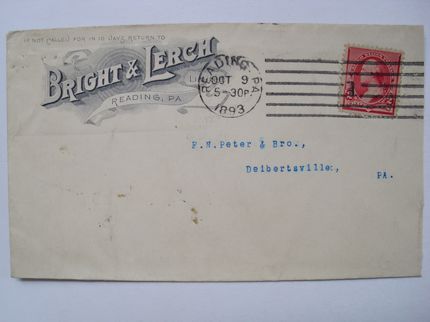 IF NOT CALLED FOR IN 10 DAYS RETURN TO
BRIGHT & LERCH
READING, PA.
READING, PA
OCT 9
5-30P.
1893
F.N.Peter & Bro.,
Deibertsville,
PA.